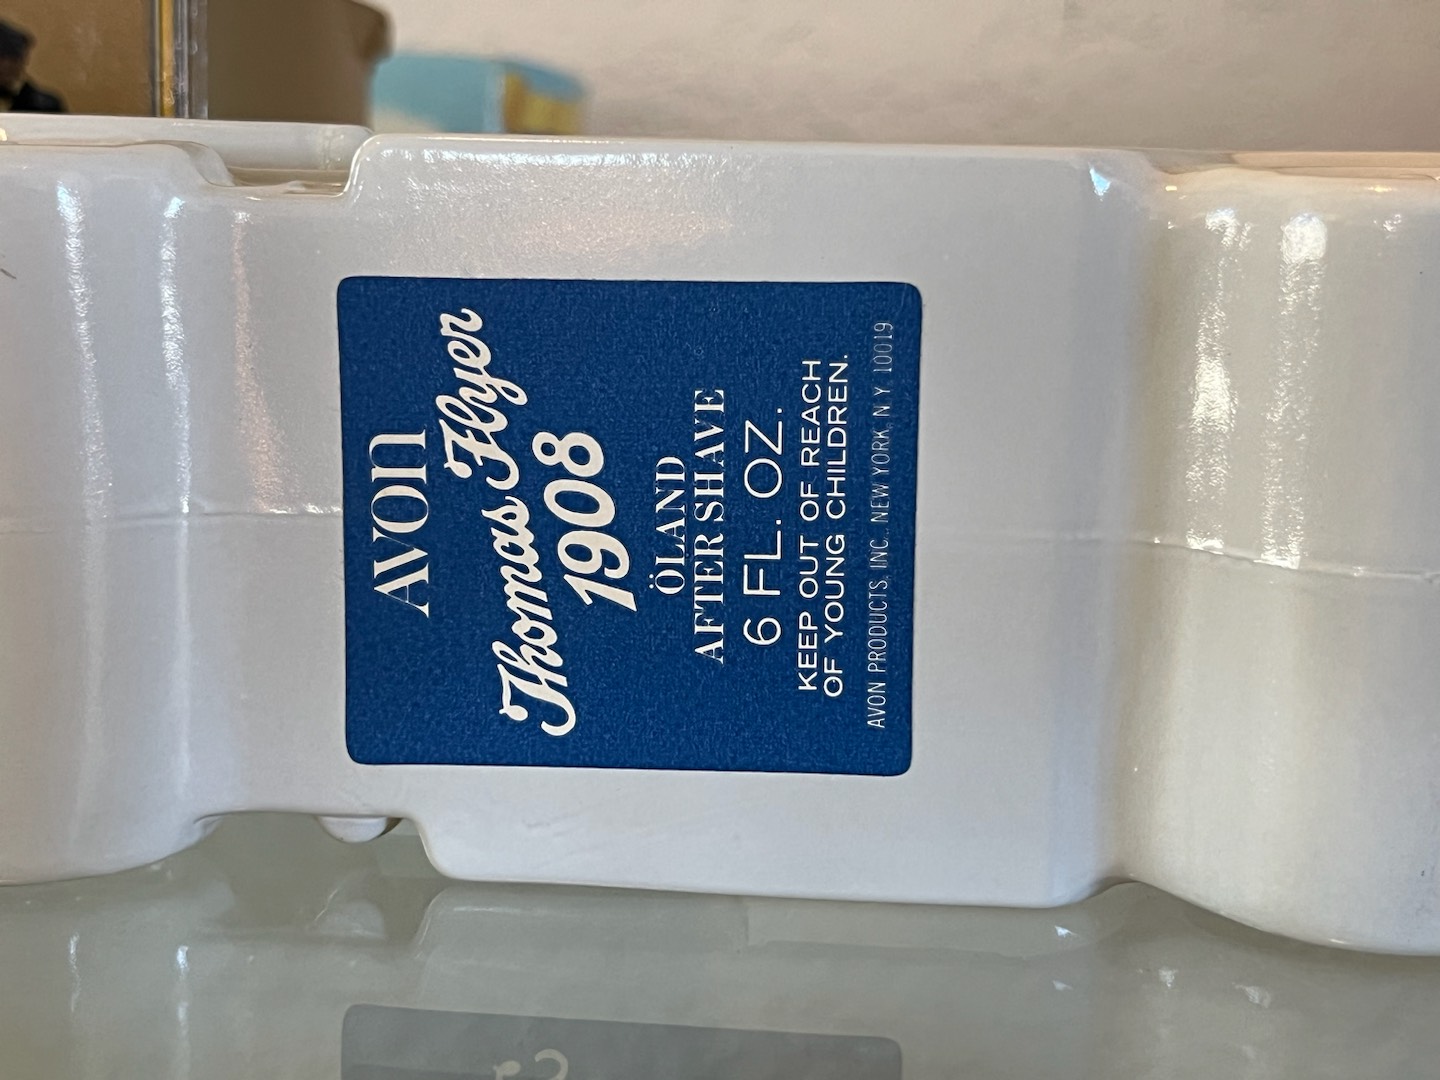 AVON
Thomas Flyer
1908
ÖLAND
AFTER SHAVE
6 FL. OZ.
KEEP OUT OF REACH
OF YOUNG CHILDREN.
AVON PRODUCTS, INC., NEW YORK, N.Y. 10019